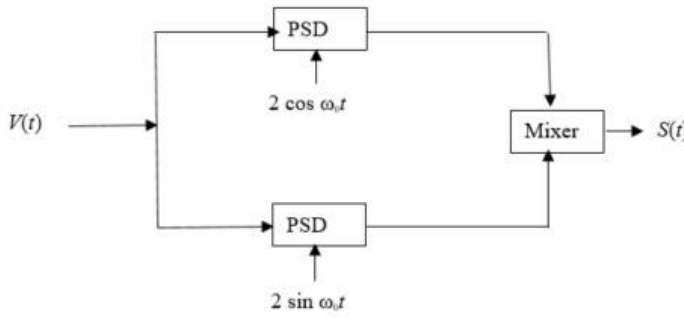 PSD
2 cos ω₀t
V(t)
Mixer
S(t)
PSD
2 sin ω₀t